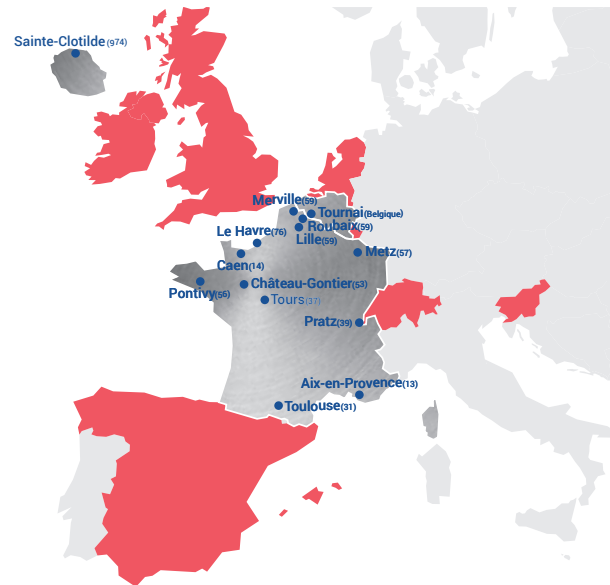 Sainte-Clotilde(974)
Merville(59)
Tournai(Belgique)
Roubaix(59)
Le Havre(76)
Lille(59)
Metz(57)
Caen(14)
Château-Gontier(53)
Pontivy(56)
Tours(37)
Pratz(39)
Aix-en-Provence(13)
Toulouse(31)